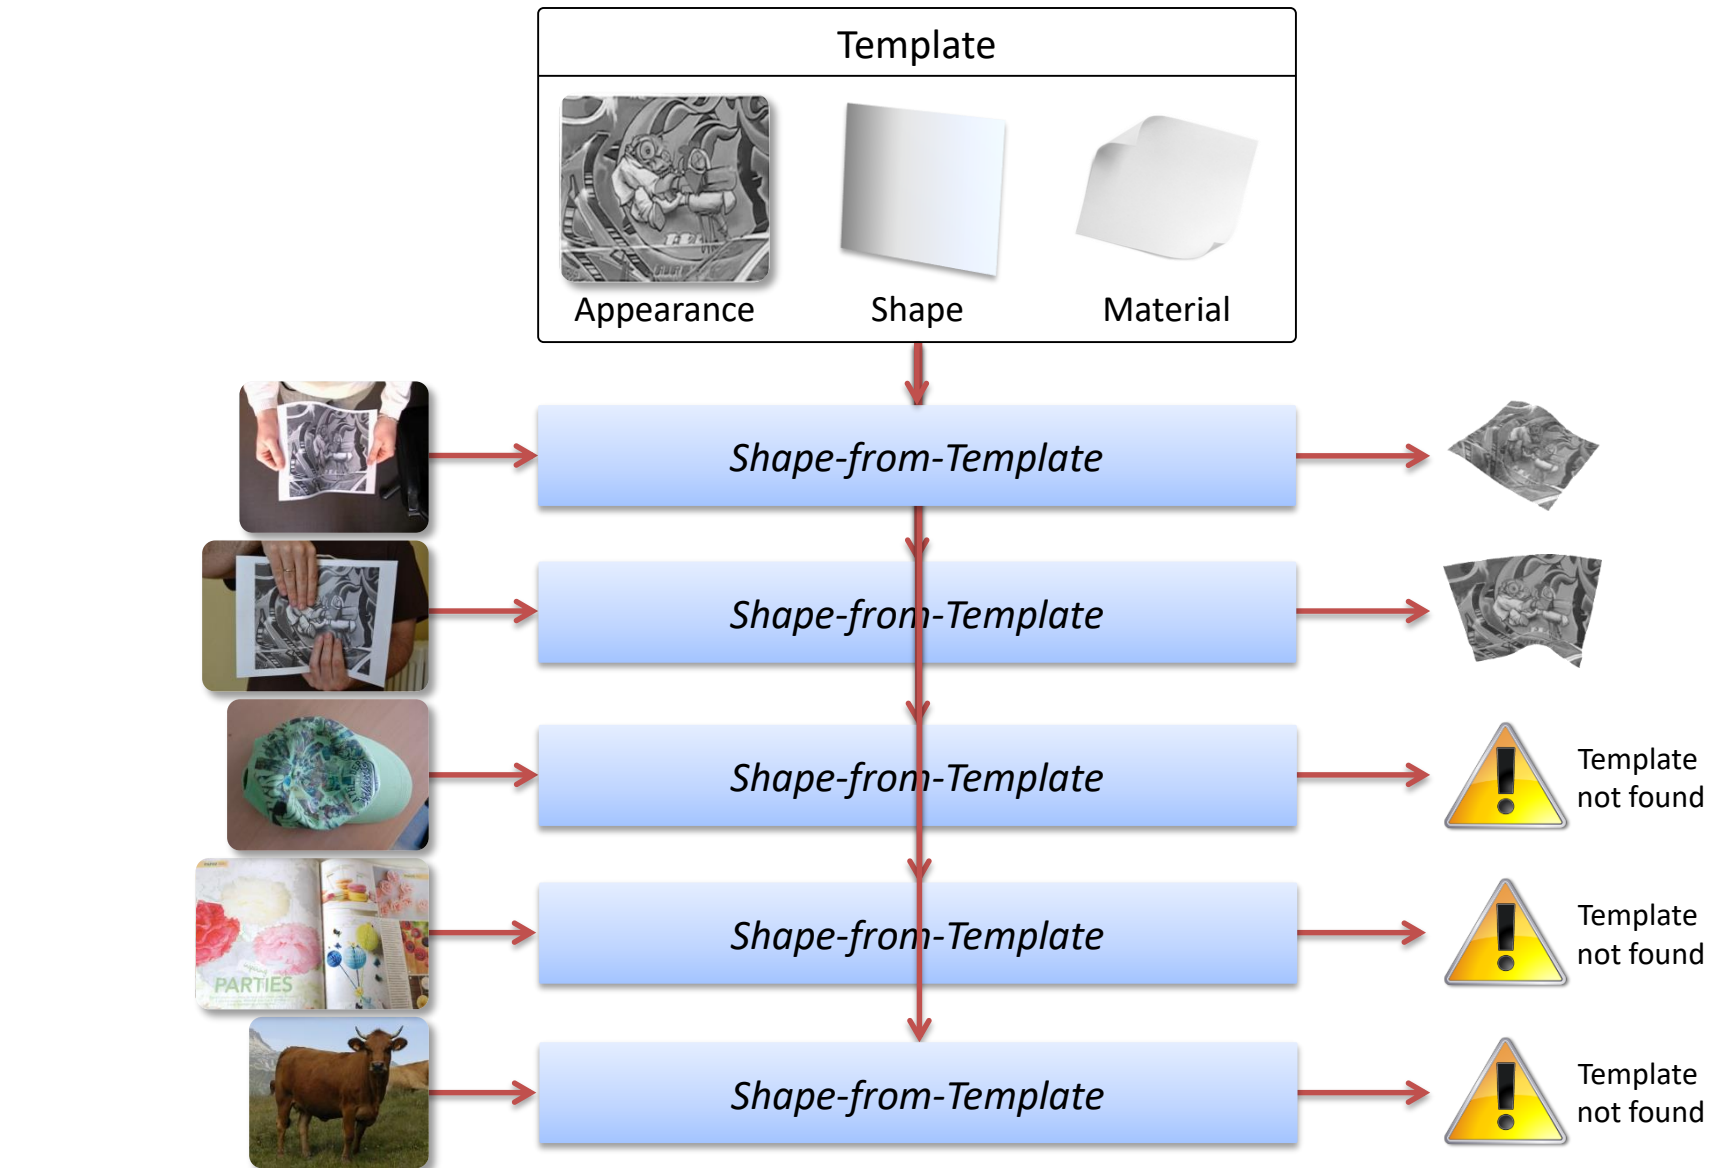 Template
Appearance
Shape
Material
Shape-from-Template
Shape-from-Template
Shape-from-Template
Template
not found
PARTIES
Shape-from-Template
Template
not found
Shape-from-Template
Template
not found